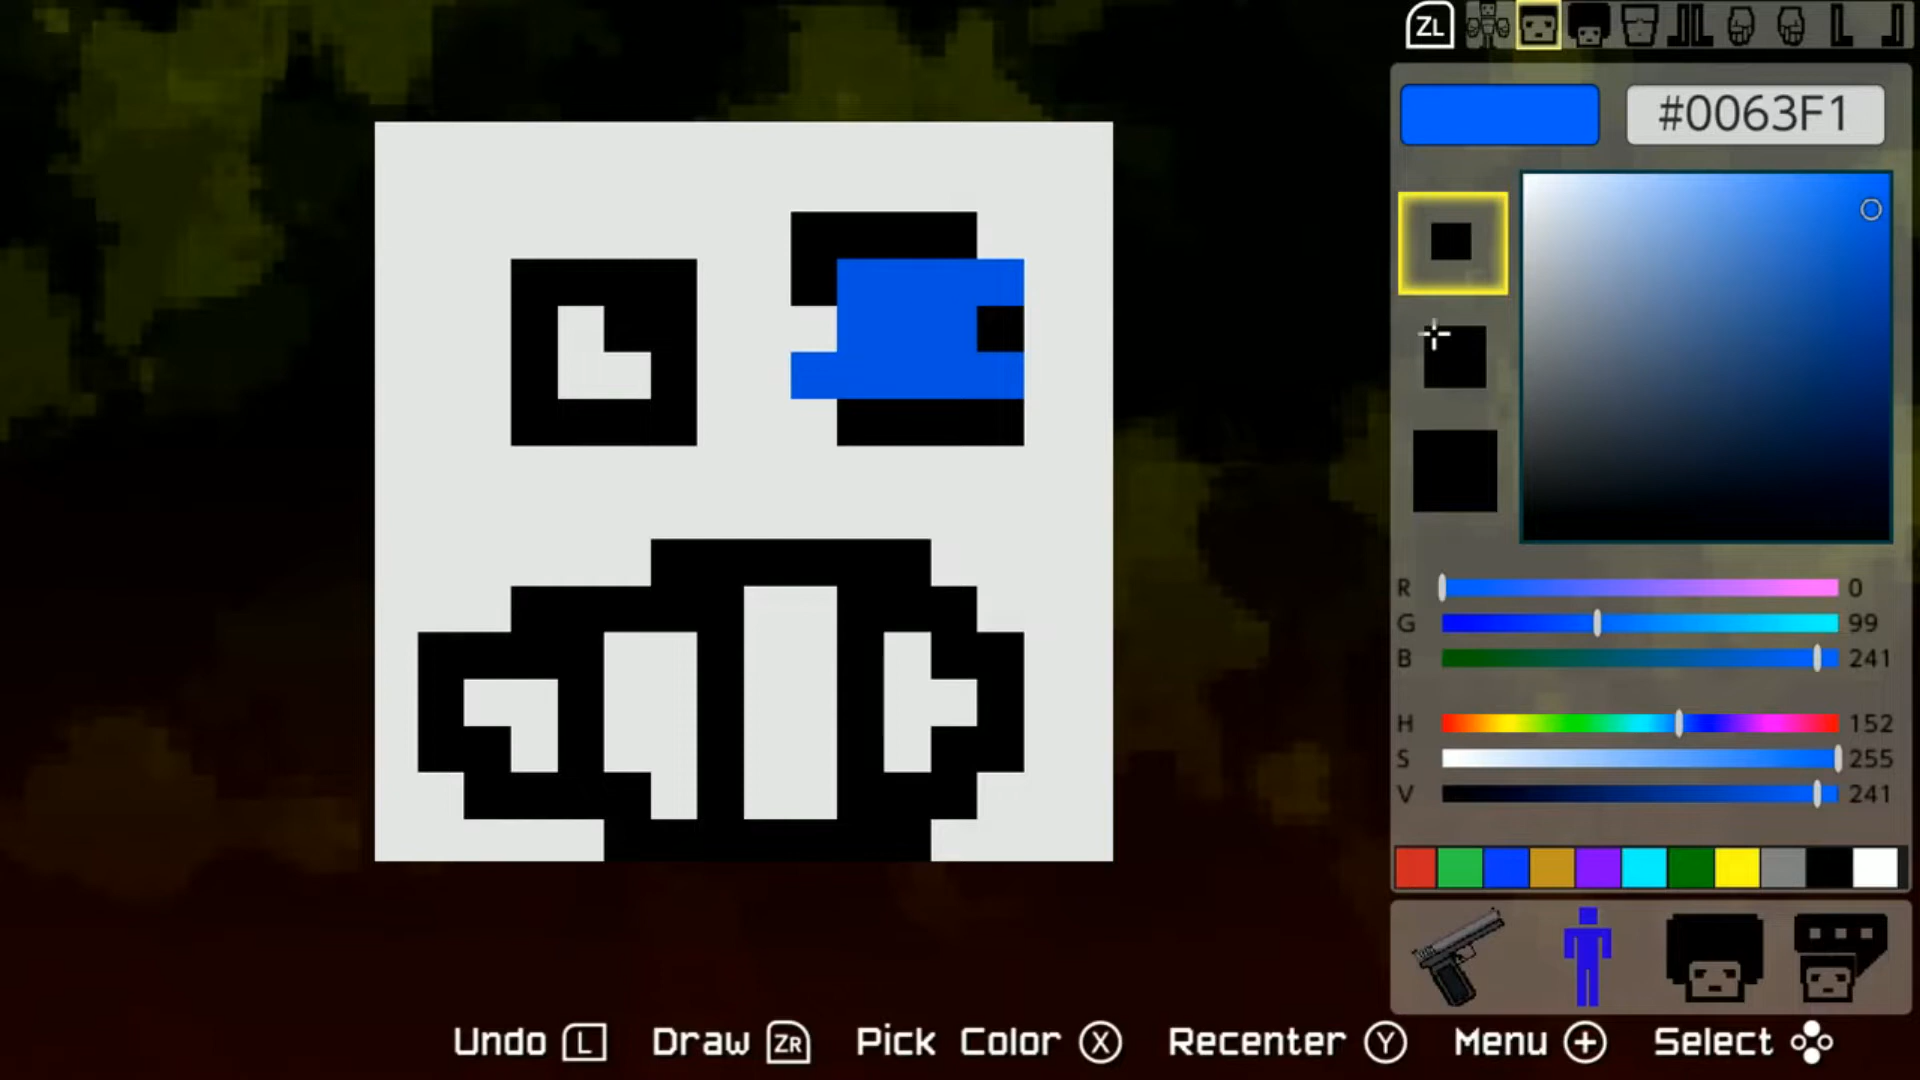 ZL
#0063F1
R 0
G 99
B 241
H 152
S 255
V 241
Undo L Draw ZR Pick Color X Recenter Y Menu + Select